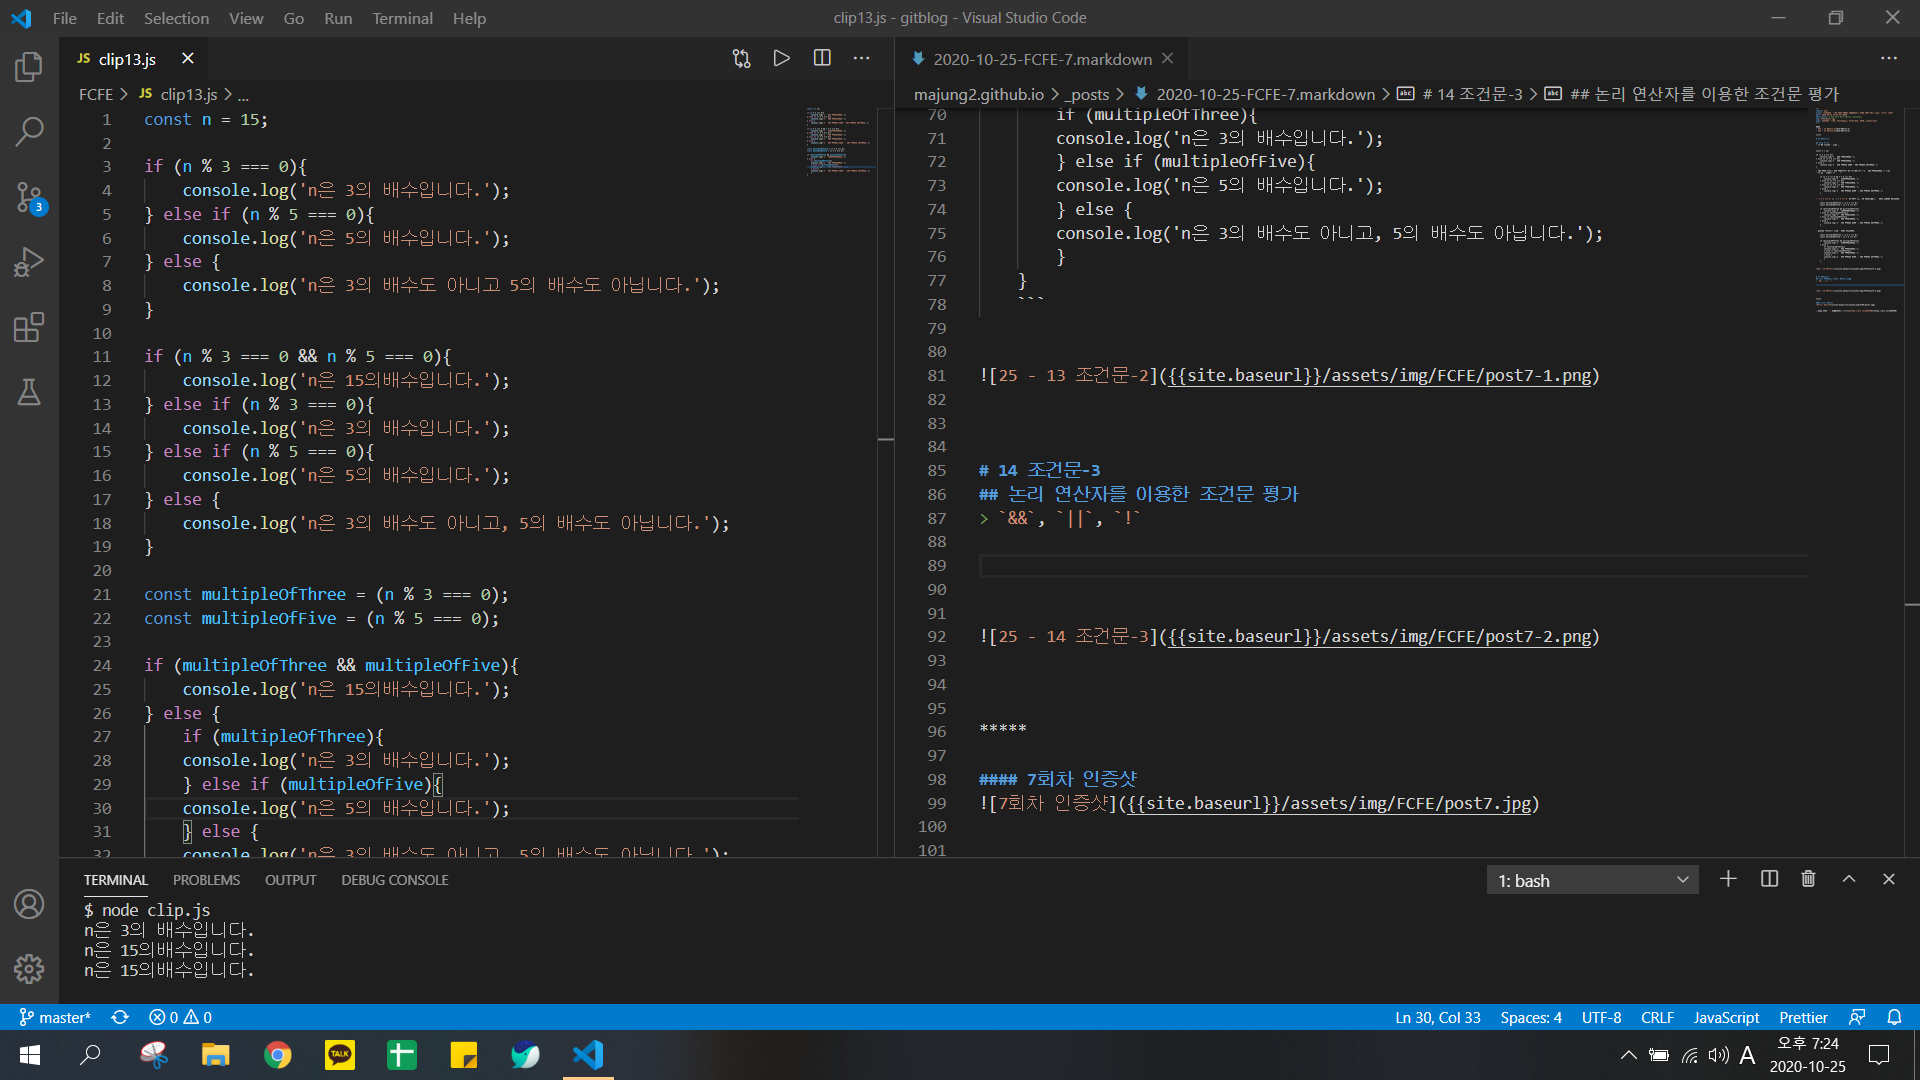 File Edit Selection View Go Run Terminal Help
clip13.js - gitblog - Visual Studio Code
JS clip13.js
FCFE > JS clip13.js > ...
1 const n = 15;
2
3 if (n % 3 === 0){
4 console.log('n은 3의 배수입니다.');
5 } else if (n % 5 === 0){
6 console.log('n은 5의 배수입니다.');
7 } else {
8 console.log('n은 3의 배수도 아니고 5의 배수도 아닙니다.');
9 }
10
11 if (n % 3 === 0 && n % 5 === 0){
12 console.log('n은 15의배수입니다.');
13 } else if (n % 3 === 0){
14 console.log('n은 3의 배수입니다.');
15 } else if (n % 5 === 0){
16 console.log('n은 5의 배수입니다.');
17 } else {
18 console.log('n은 3의 배수도 아니고, 5의 배수도 아닙니다.');
19 }
20
21 const multipleOfThree = (n % 3 === 0);
22 const multipleOfFive = (n % 5 === 0);
23
24 if (multipleOfThree && multipleOfFive){
25 console.log('n은 15의배수입니다.');
26 } else {
27 if (multipleOfThree){
28 console.log('n은 3의 배수입니다.');
29 } else if (multipleOfFive){
30 console.log('n은 5의 배수입니다.');
31 } else {
32 console.log('n은 3의 배수도 아니고, 5의 배수도 아닙니다.');
2020-10-25-FCFE-7.markdown
majung2.github.io > _posts > 2020-10-25-FCFE-7.markdown > # 14 조건문-3 > ## 논리 연산자를 이용한 조건문 평가
70 if (multipleOfThree){
71 console.log('n은 3의 배수입니다.');
72 } else if (multipleOfFive){
73 console.log('n은 5의 배수입니다.');
74 } else {
75 console.log('n은 3의 배수도 아니고, 5의 배수도 아닙니다.');
76 }
77 }
78 ```
79
80
81 ![25 - 13 조건문-2]({{site.baseurl}}/assets/img/FCFE/post7-1.png)
82
83
84
85 # 14 조건문-3
86 ## 논리 연산자를 이용한 조건문 평가
87 > `&&`, `||`, `!`
88
89
90
91
92 ![25 - 14 조건문-3]({{site.baseurl}}/assets/img/FCFE/post7-2.png)
93
94
95
96 *****
97
98 #### 7회차 인증샷
99 ![7회차 인증샷]({{site.baseurl}}/assets/img/FCFE/post7.jpg)
100
101
3
TERMINAL PROBLEMS OUTPUT DEBUG CONSOLE
1: bash
$ node clip.js
n은 3의 배수입니다.
n은 15의배수입니다.
n은 15의배수입니다.
master* 0 0
Ln 30, Col 33 Spaces: 4 UTF-8 CRLF JavaScript Prettier
TALK
A
오후 7:24
2020-10-25